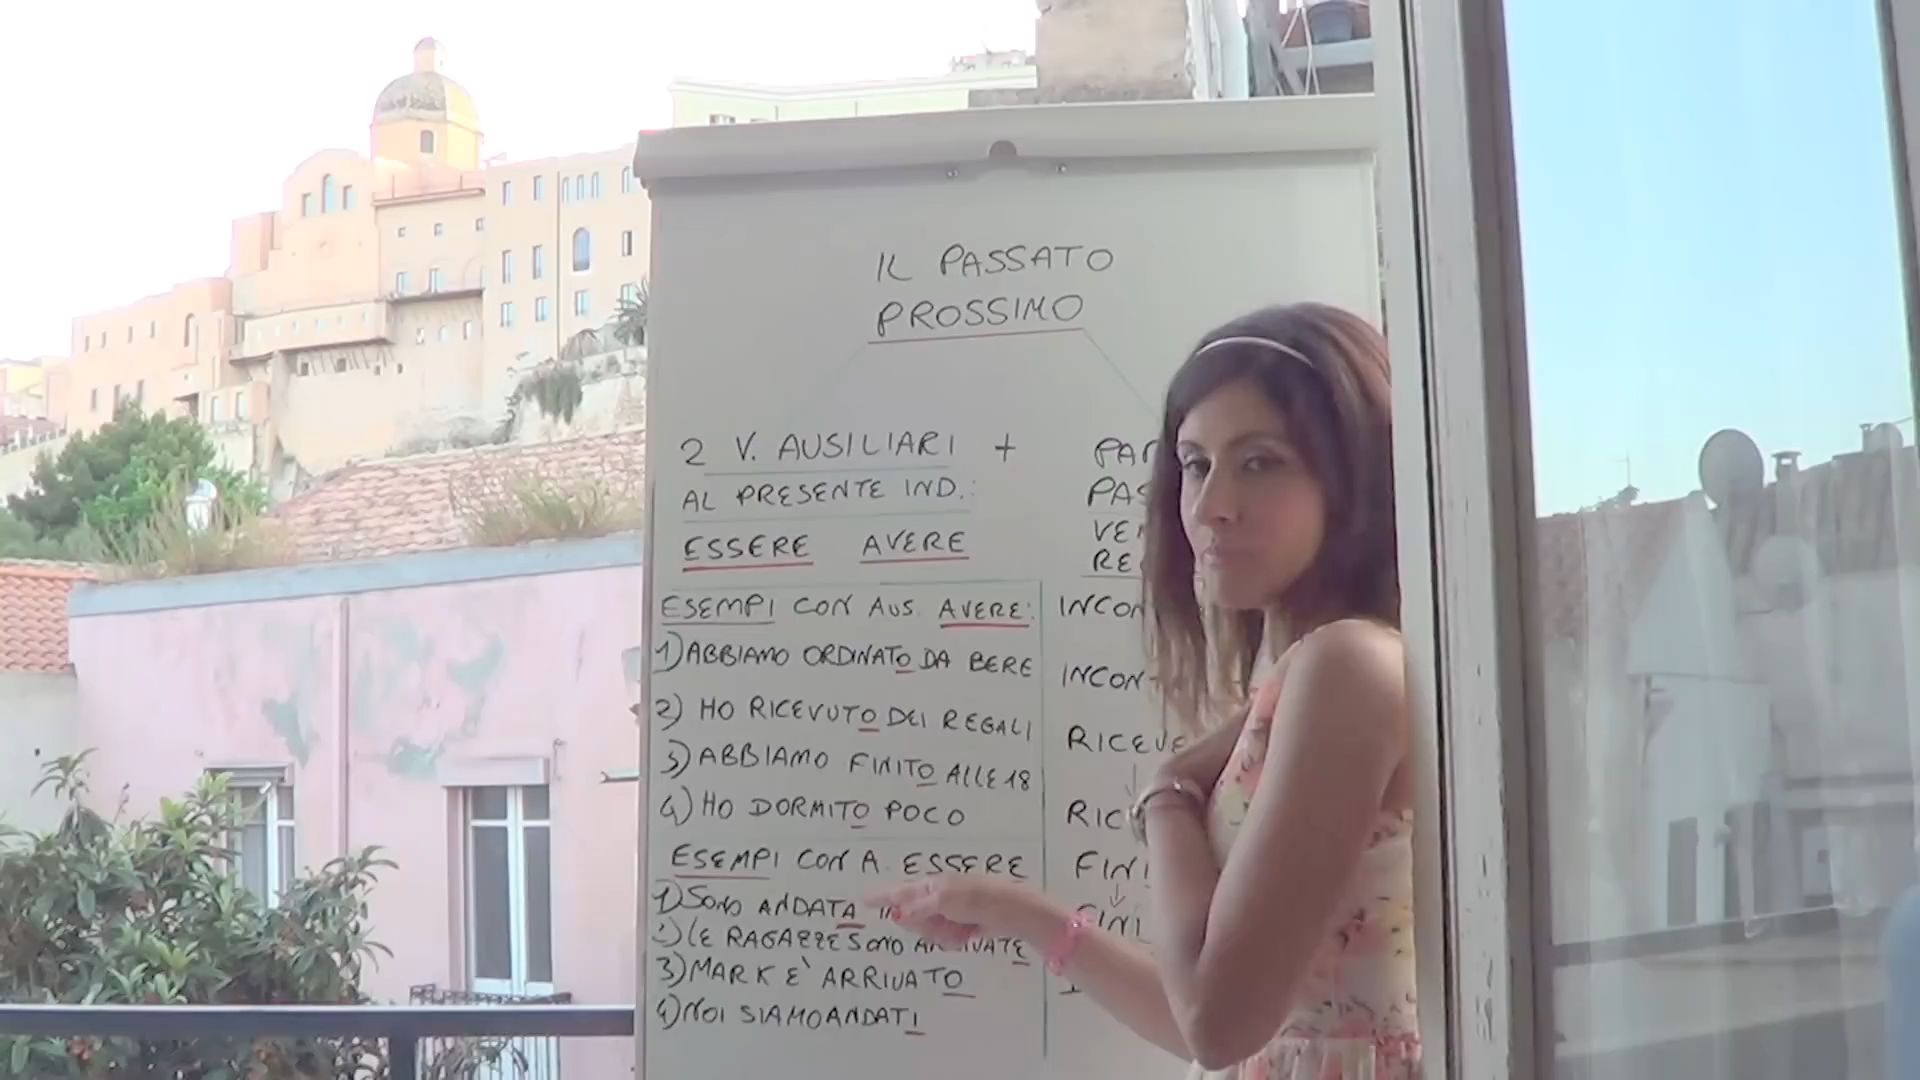 IL PASSATO
PROSSIMO
2 V. AUSILIARI +
AL PRESENTE IND.:
ESSERE AVERE
ESEMPI CON AUS. AVERE:
1) ABBIAMO ORDINATO DA BERE
2) HO RICEVUTO DEI REGALI
3) ABBIAMO FINITO ALLE 18
4) HO DORMITO POCO
ESEMPI CON A. ESSERE
1) SONO ANDATA
2) LE RAGAZZE SONO ARRIVATE
3) MARK E' ARRIVATO
4) NOI SIAMO ANDATI